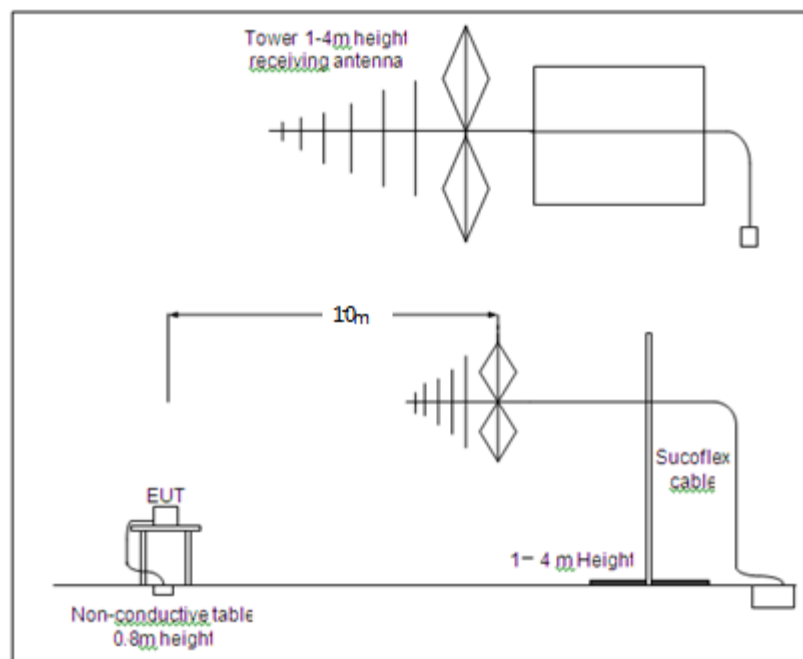 Tower 1-4m height
receiving antenna
10m
EUT
Sucoflex
cable
1– 4 m Height
Non-conductive table
0.8m height